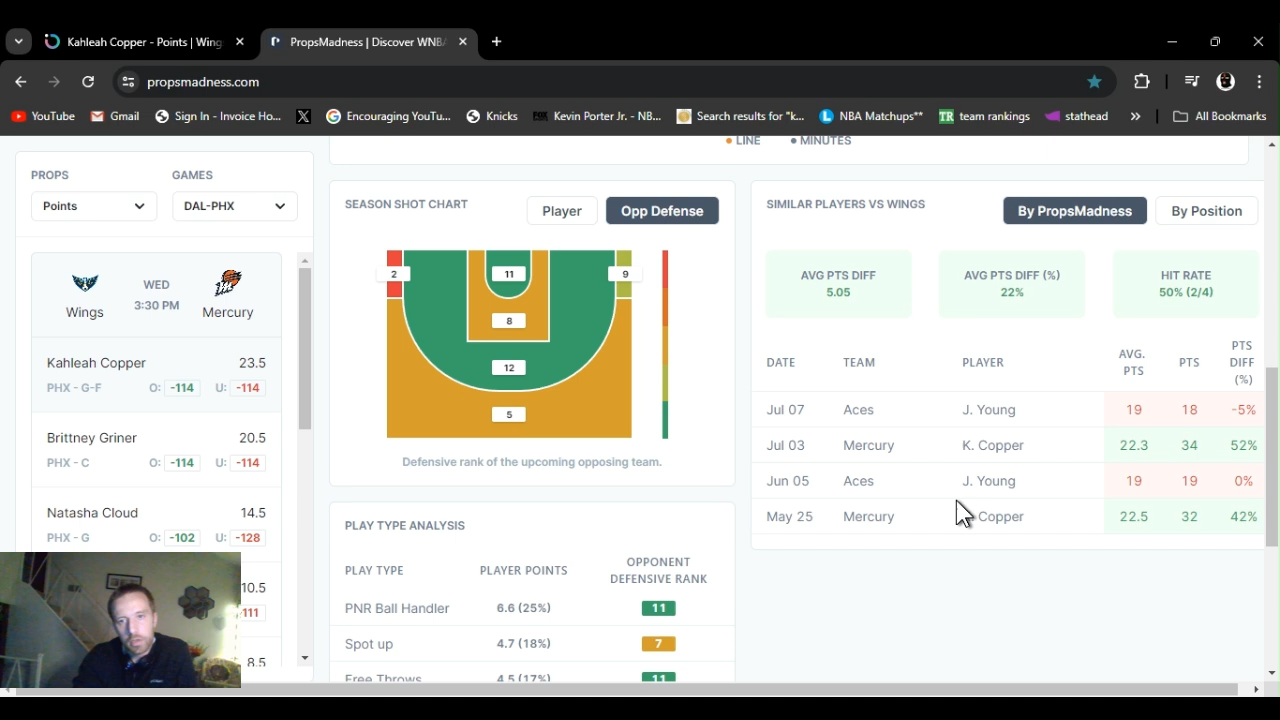 Kahleah Copper - Points | Wing
PropsMadness | Discover WNB
propsmadness.com
YouTube
Gmail
Sign In - Invoice Ho...
Encouraging YouTu...
Knicks
Kevin Porter Jr. - NB...
Search results for "k...
NBA Matchups**
TR team rankings
stathead
All Bookmarks
LINE MINUTES
PROPS GAMES
Points DAL-PHX
WED
3:30 PM
Wings Mercury
Kahleah Copper 23.5
PHX - G-F O: -114 U: -114
Brittney Griner 20.5
PHX - C O: -114 U: -114
Natasha Cloud 14.5
PHX - G O: -102 U: -128
10.5
111
8.5
SEASON SHOT CHART Player Opp Defense
2 11 9
8
12
5
Defensive rank of the upcoming opposing team.
PLAY TYPE ANALYSIS
PLAY TYPE PLAYER POINTS OPPONENT
DEFENSIVE RANK
PNR Ball Handler 6.6 (25%) 11
Spot up 4.7 (18%) 7
Free Throws 4.5 (17%) 11
SIMILAR PLAYERS VS WINGS By PropsMadness By Position
AVG PTS DIFF AVG PTS DIFF (%) HIT RATE
5.05 22% 50% (2/4)
DATE TEAM PLAYER AVG. PTS PTS PTS DIFF (%)
Jul 07 Aces J. Young 19 18 -5%
Jul 03 Mercury K. Copper 22.3 34 52%
Jun 05 Aces J. Young 19 19 0%
May 25 Mercury Copper 22.5 32 42%